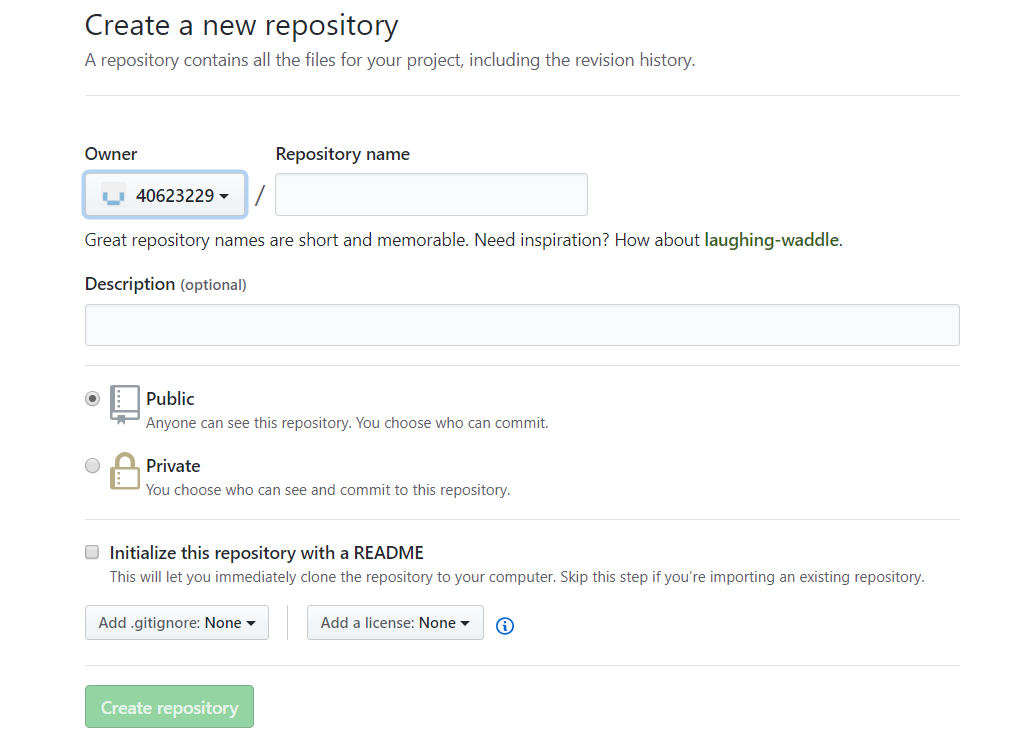 Create a new repository
A repository contains all the files for your project, including the revision history.
Owner
Repository name
40623229
/
Great repository names are short and memorable. Need inspiration? How about laughing-waddle.
Description (optional)
Public
Anyone can see this repository. You choose who can commit.
Private
You choose who can see and commit to this repository.
Initialize this repository with a README
This will let you immediately clone the repository to your computer. Skip this step if you’re importing an existing repository.
Add .gitignore: None
Add a license: None
Create repository